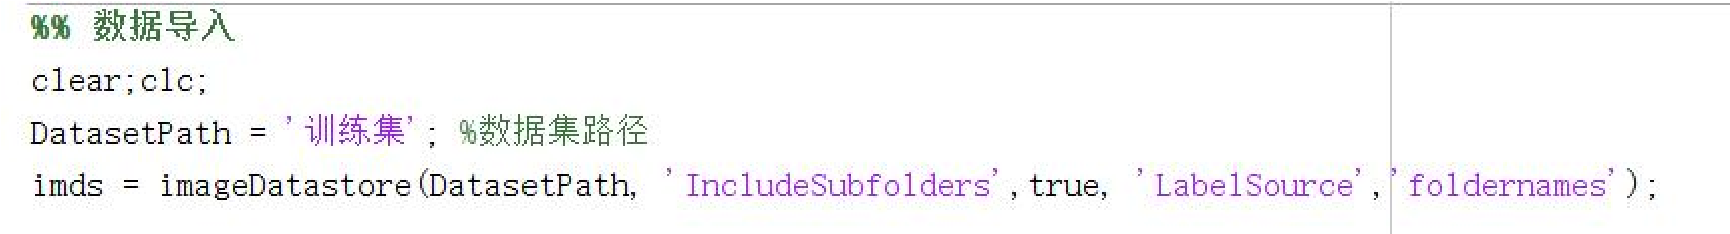 %% 数据导入
clear;clc;
DatasetPath = '训练集'; %数据集路径
imds = imageDatastore(DatasetPath, 'IncludeSubfolders',true, 'LabelSource','foldernames');